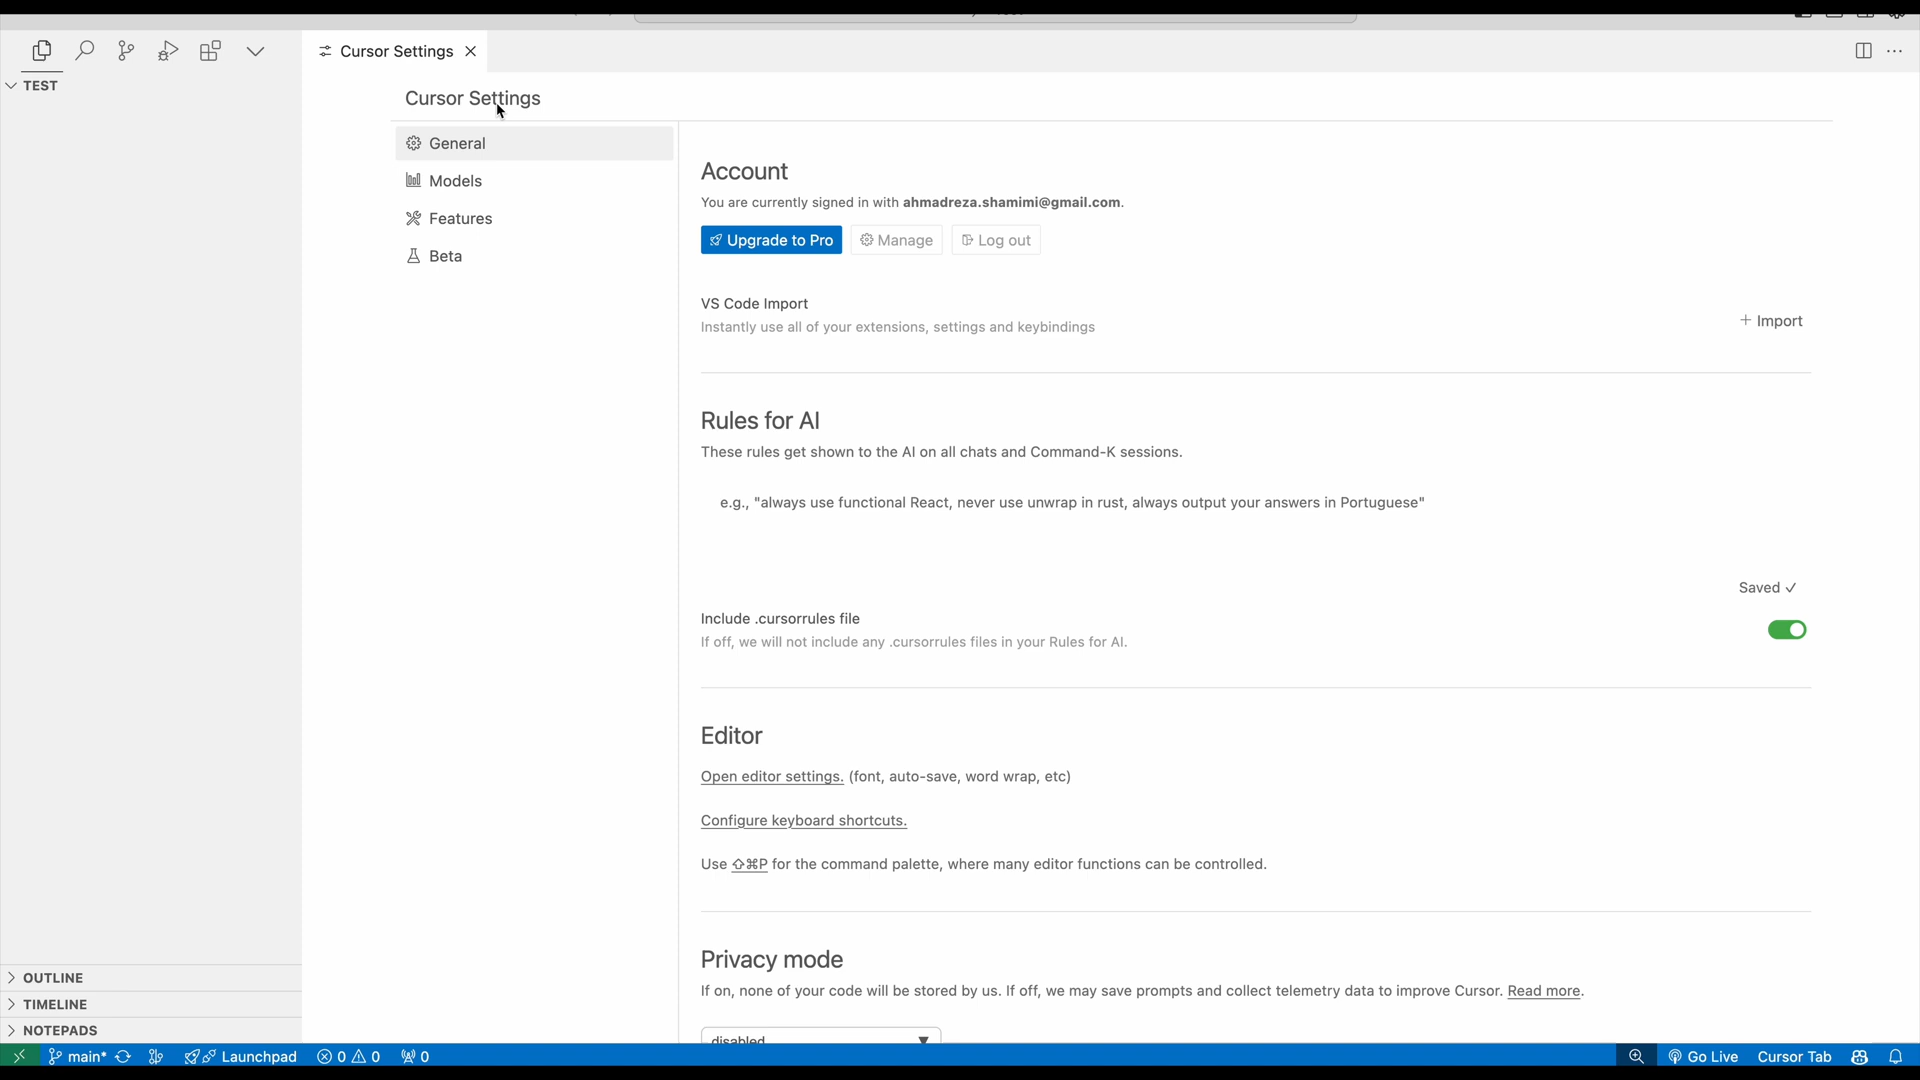 Cursor Settings
TEST
Cursor Settings
General
Models
Features
Beta
Account
You are currently signed in with ahmadreza.shamimi@gmail.com.
Upgrade to Pro
Manage
Log out
VS Code Import
Instantly use all of your extensions, settings and keybindings
+ Import
Rules for AI
These rules get shown to the AI on all chats and Command-K sessions.
e.g., "always use functional React, never use unwrap in rust, always output your answers in Portuguese"
Saved ✓
Include .cursorrules file
If off, we will not include any .cursorrules files in your Rules for AI.
Editor
Open editor settings. (font, auto-save, word wrap, etc)
Configure keyboard shortcuts.
Use ⇧⌘P for the command palette, where many editor functions can be controlled.
Privacy mode
If on, none of your code will be stored by us. If off, we may save prompts and collect telemetry data to improve Cursor. Read more.
disabled
OUTLINE
TIMELINE
NOTEPADS
main* Launchpad 0 0 0 Go Live Cursor Tab